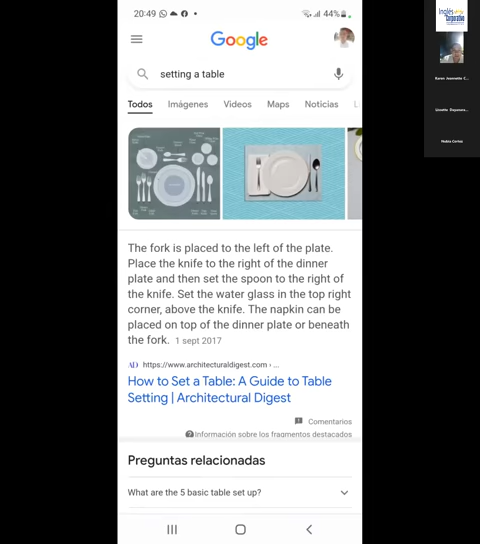 20:49
44%
Google
setting a table
Todos Imágenes Videos Maps Noticias L
The fork is placed to the left of the plate.
Place the knife to the right of the dinner
plate and then set the spoon to the right of
the knife. Set the water glass in the top right
corner, above the knife. The napkin can be
placed on top of the dinner plate or beneath
the fork. 1 sept 2017
AD https://www.architecturaldigest.com › ...
How to Set a Table: A Guide to Table
Setting | Architectural Digest
Comentarios
Información sobre los fragmentos destacados
Preguntas relacionadas
What are the 5 basic table set up?
Inglés
Corporativo
Karen Jeannette C...